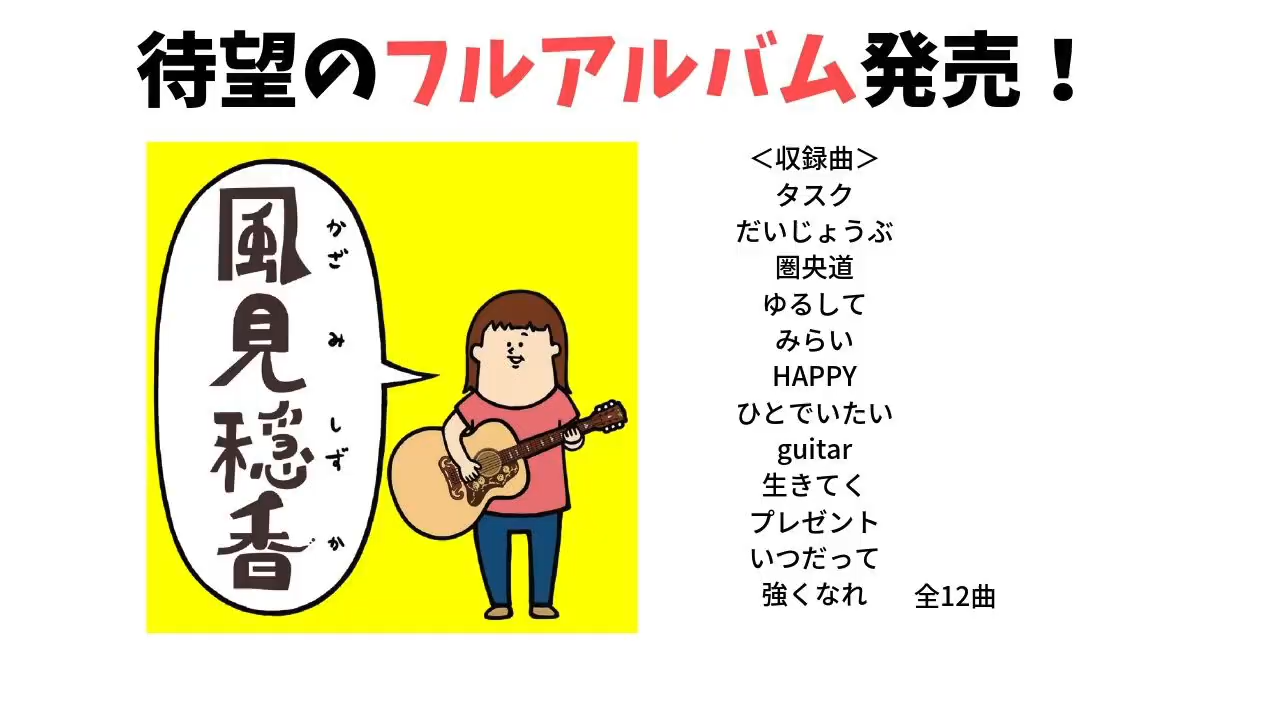 待望のフルアルバム発売！
風見穏香
かざみしずか
＜収録曲＞
タスク
だいじょうぶ
圏央道
ゆるして
みらい
HAPPY
ひとでいたい
guitar
生きてく
プレゼント
いつだって
強くなれ
全12曲